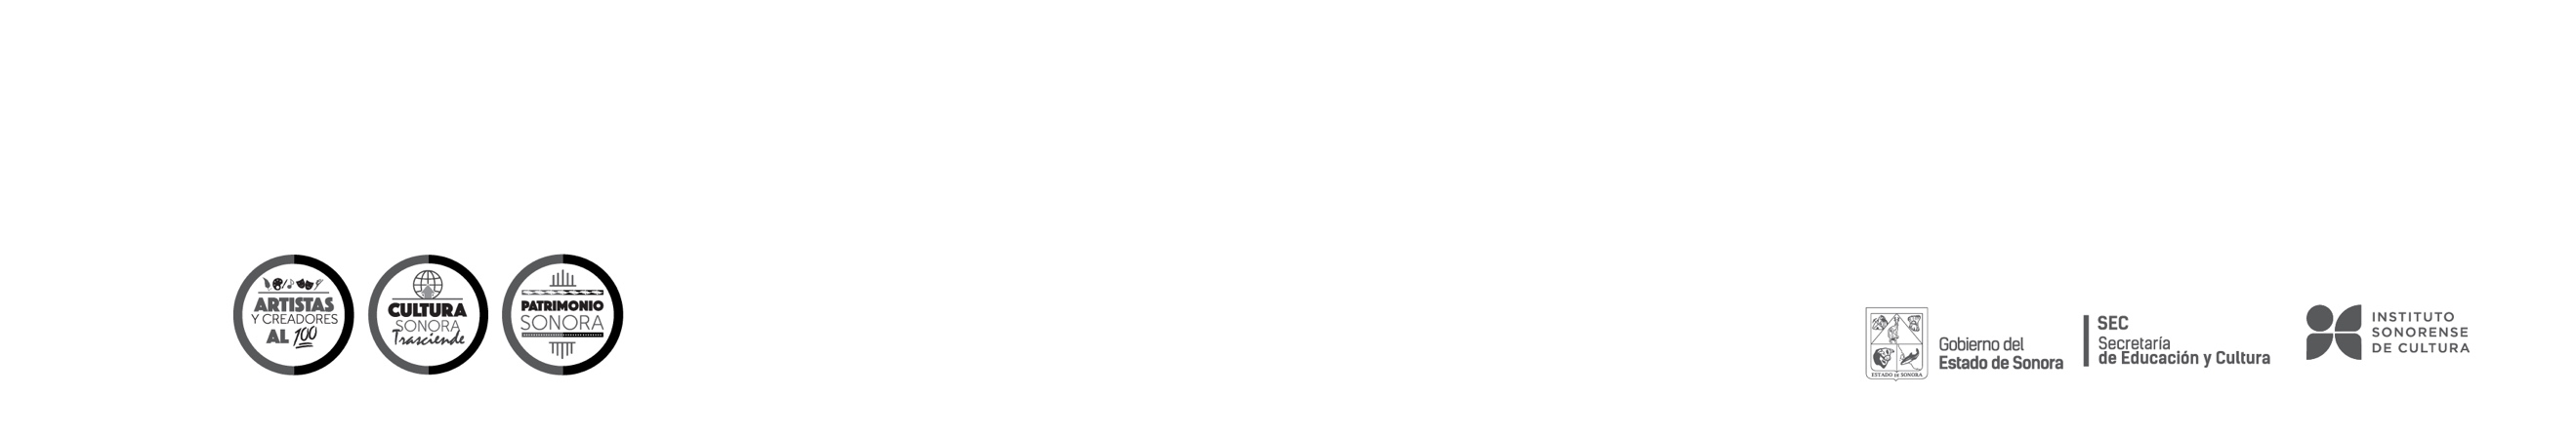 ARTISTAS
Y CREADORES
AL 100
CULTURA
SONORA
Trasciende
PATRIMONIO
SONORA
ESTADO DE SONORA
Gobierno del
Estado de Sonora
SEC
Secretaría
de Educación y Cultura
INSTITUTO
SONORENSE
DE CULTURA